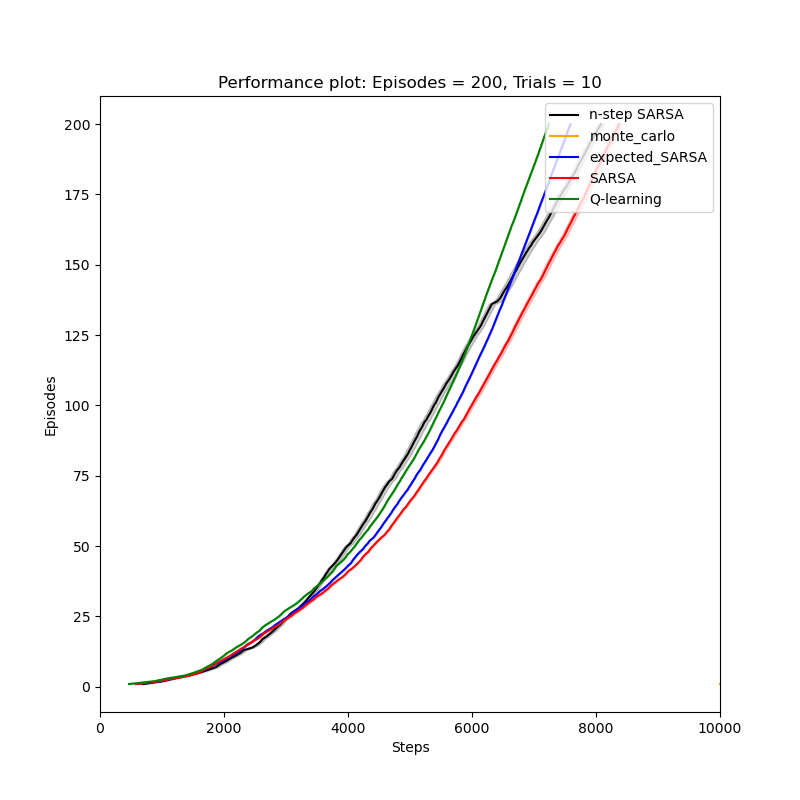 Performance plot: Episodes = 200, Trials = 10
n-step SARSA
monte_carlo
expected_SARSA
SARSA
Q-learning
200
175
150
125
100
75
50
25
0
Episodes
0 2000 4000 6000 8000 10000
Steps